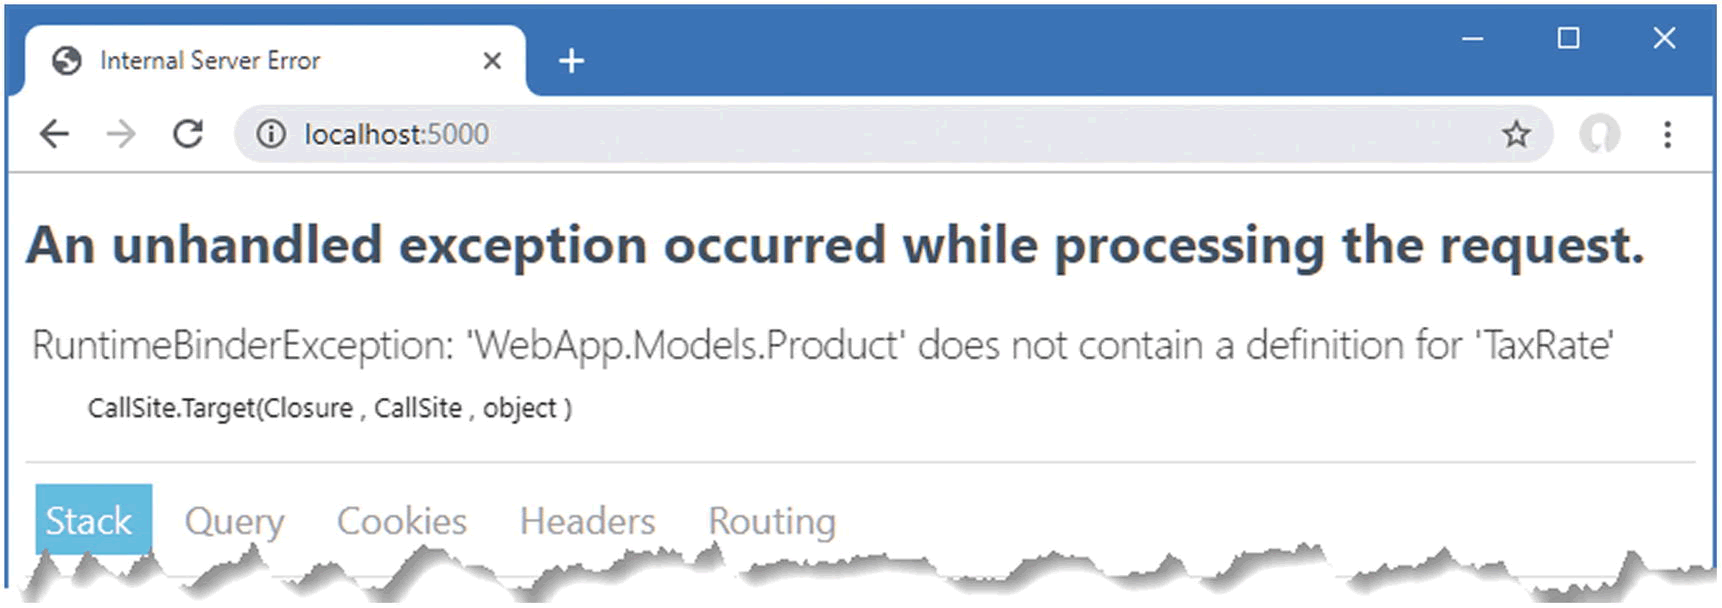 Internal Server Error
localhost:5000
An unhandled exception occurred while processing the request.
RuntimeBinderException: 'WebApp.Models.Product' does not contain a definition for 'TaxRate'
CallSite.Target(Closure , CallSite , object )
Stack Query Cookies Headers Routing